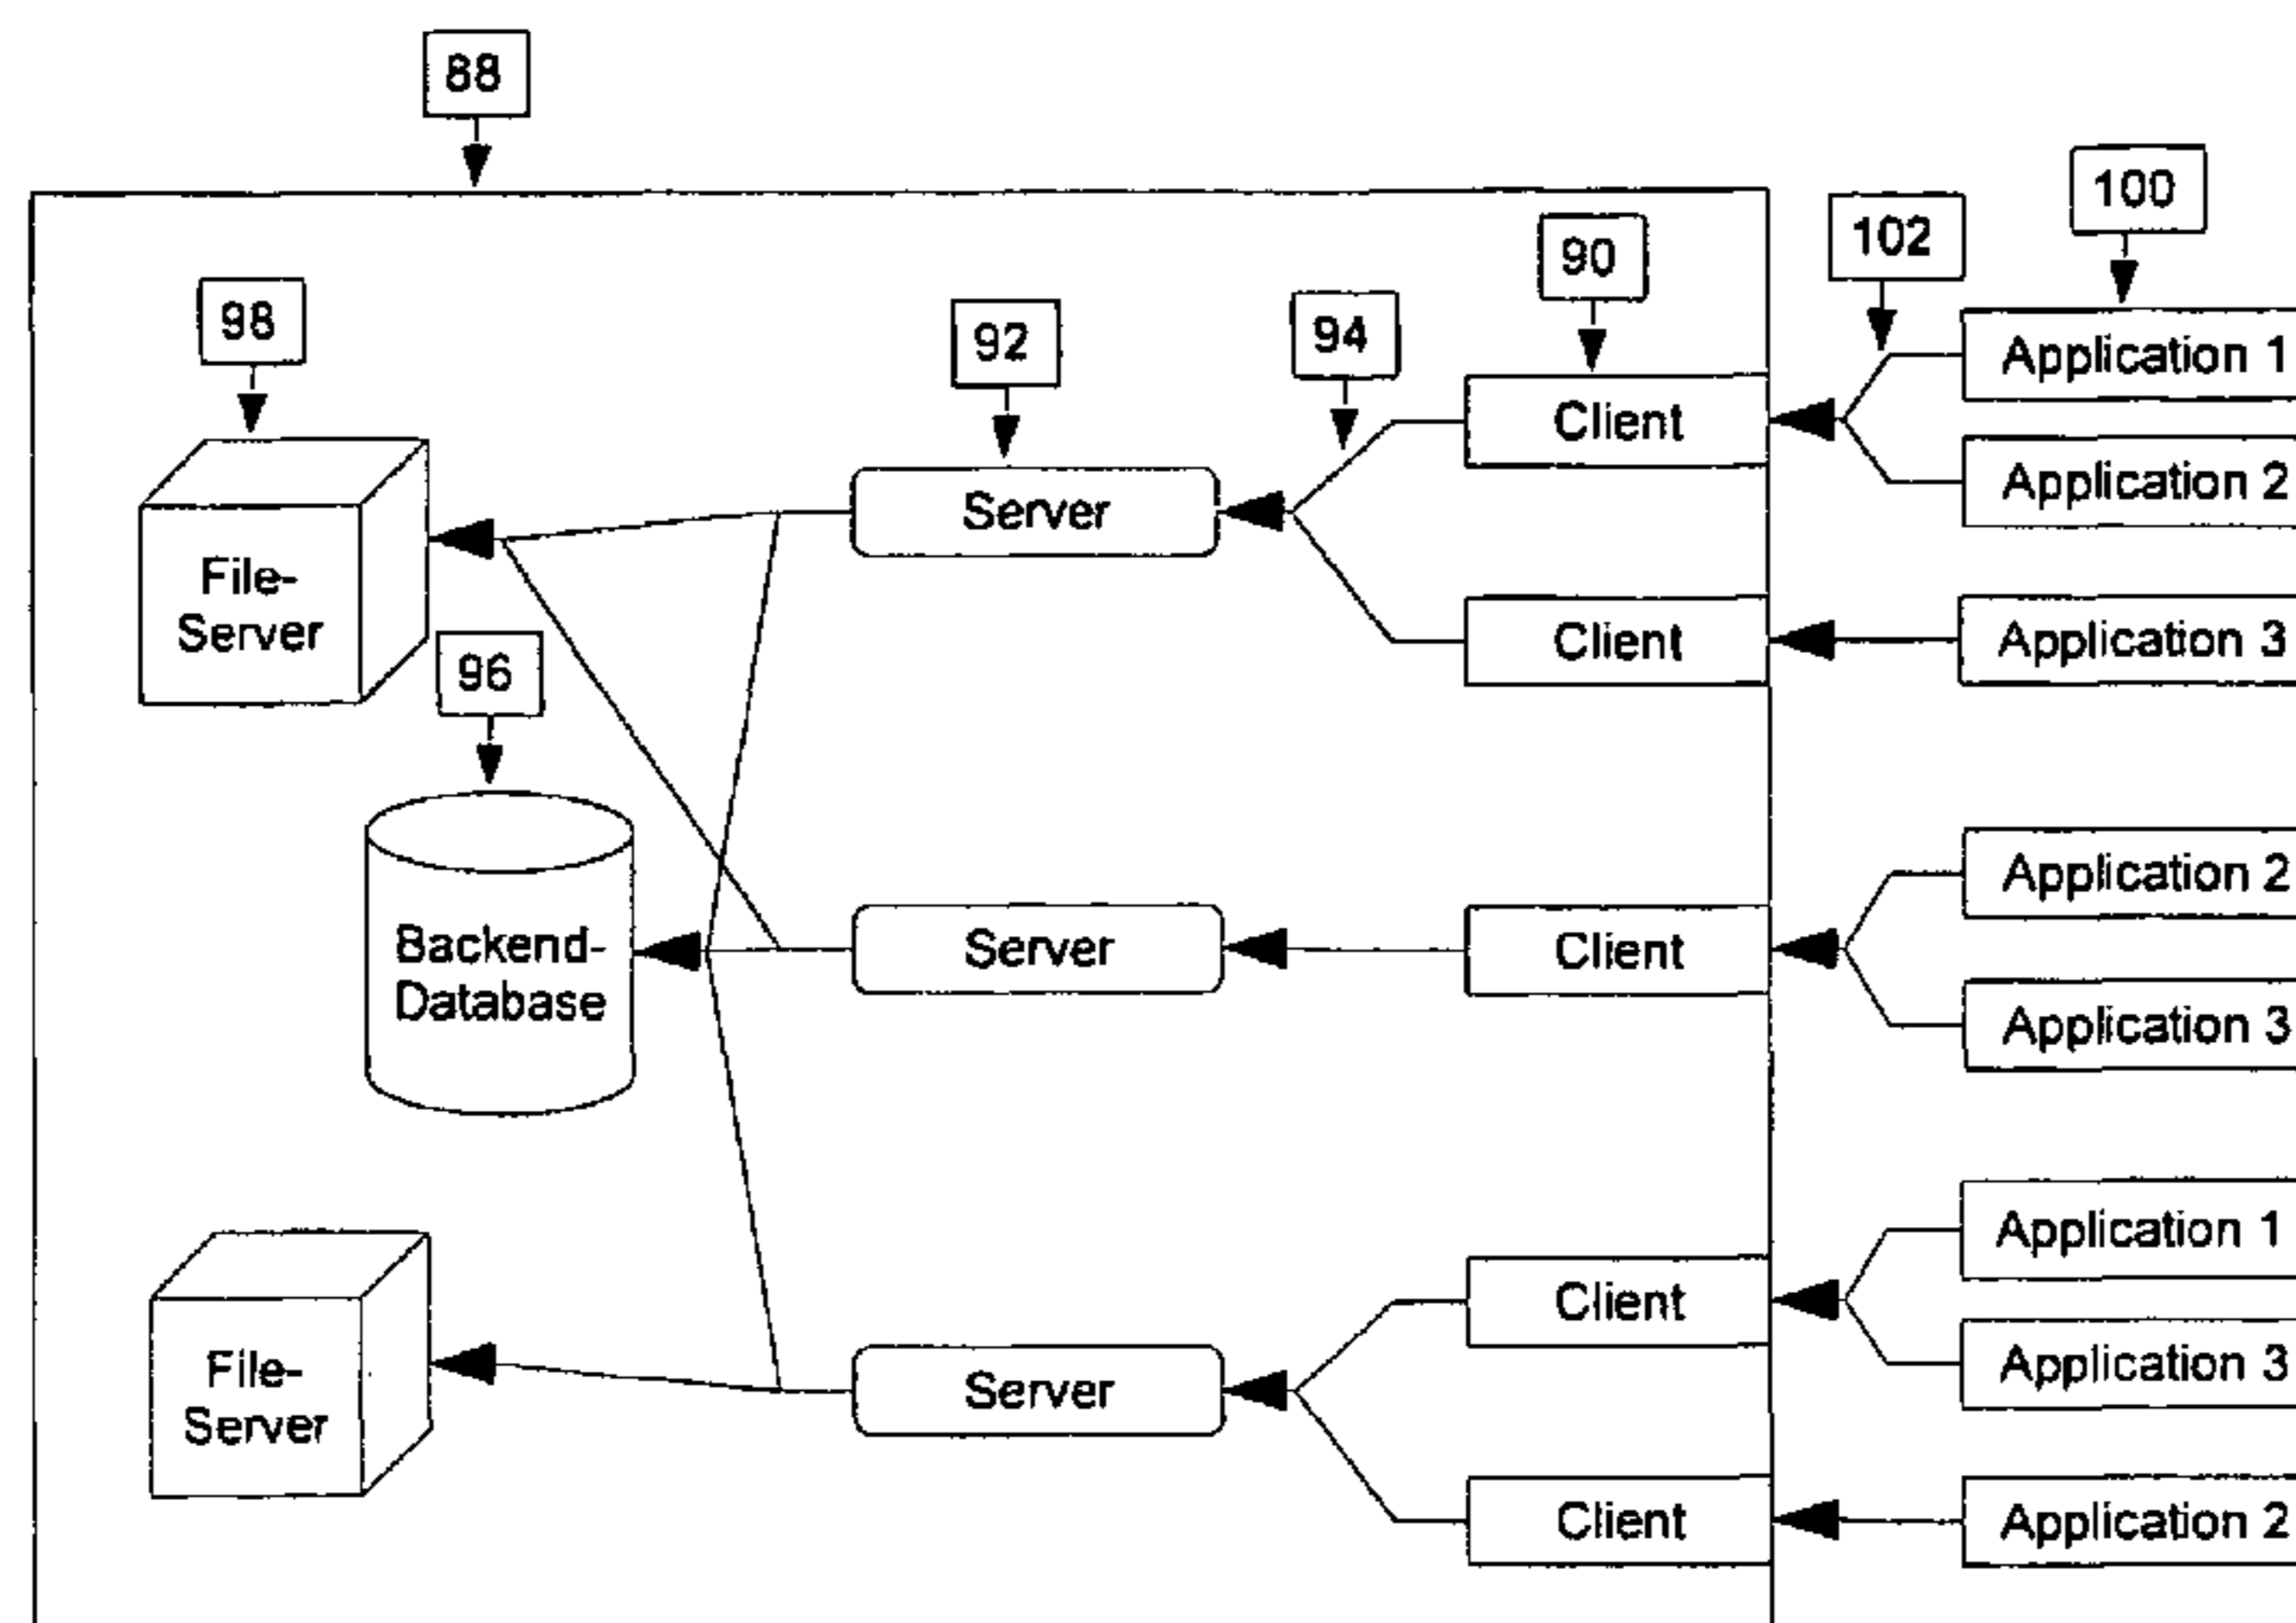 88
100
102
90
98
92
94
Application 1
Client
Application 2
Server
File-
Server
Client
Application 3
96
Application 2
Backend-
Database
Server
Client
Application 3
Application 1
Client
File-
Server
Server
Application 3
Client
Application 2